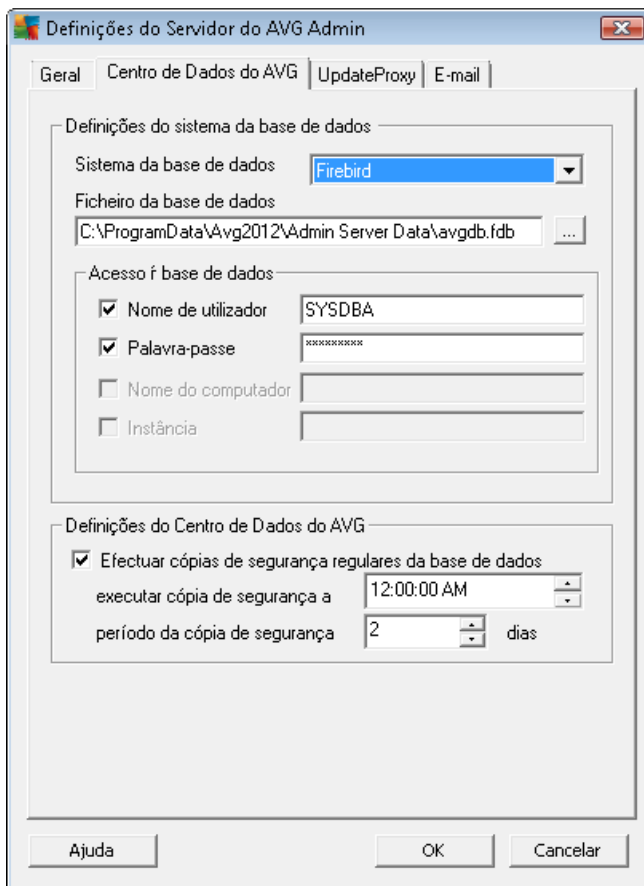 Definições do Servidor do AVG Admin
Geral Centro de Dados do AVG UpdateProxy E-mail
Definições do sistema da base de dados
Sistema da base de dados Firebird
Ficheiro da base de dados
C:\ProgramData\Avg2012\Admin Server Data\avgdb.fdb ...
Acesso ŕ base de dados
Nome de utilizador SYSDBA
Palavra-passe *********
Nome do computador
Instância
Definições do Centro de Dados do AVG
Efectuar cópias de segurança regulares da base de dados
executar cópia de segurança a 12:00:00 AM
período da cópia de segurança 2 dias
Ajuda OK Cancelar